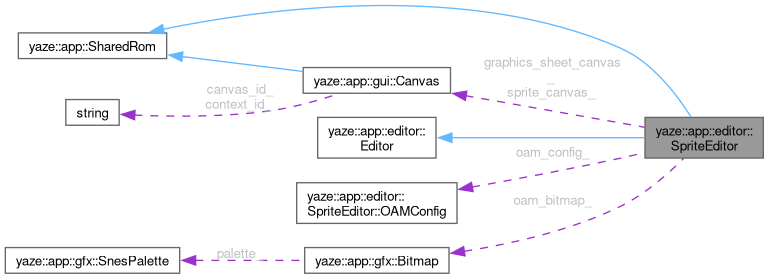 yaze::app::SharedRom
graphics_sheet_canvas_
sprite_canvas_
yaze::app::gui::Canvas
canvas_id_
context_id_
string
yaze::app::editor::
SpriteEditor
yaze::app::editor::
Editor
oam_config_
yaze::app::editor::
SpriteEditor::OAMConfig
oam_bitmap_
yaze::app::gfx::SnesPalette
palette_
yaze::app::gfx::Bitmap